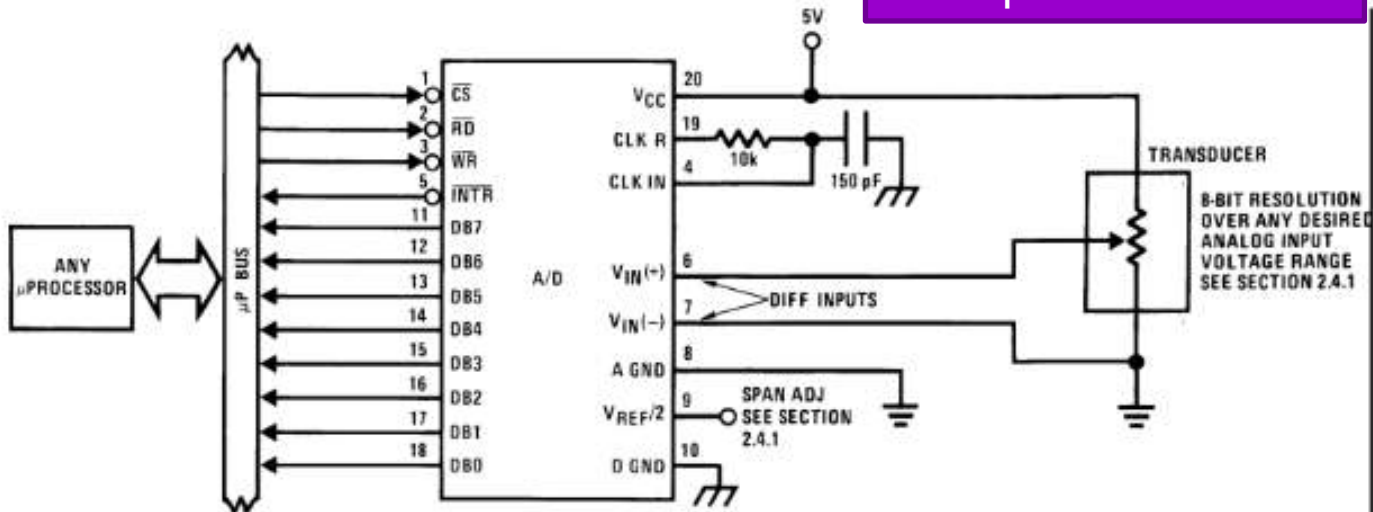 5V
1
CS
2
RD
3
WR
5
INTR
11
DB7
12
DB6
13
DB5
14
DB4
15
DB3
16
DB2
17
DB1
18
DB0
ANY
μPROCESSOR
μP BUS
A/D
20
VCC
19
CLK R
10k
4
CLK IN
150 pF
6
VIN(+)
DIFF INPUTS
7
VIN(−)
8
A GND
9
VREF/2
SPAN ADJ
SEE SECTION
2.4.1
10
D GND
TRANSDUCER
8-BIT RESOLUTION
OVER ANY DESIRED
ANALOG INPUT
VOLTAGE RANGE
SEE SECTION 2.4.1